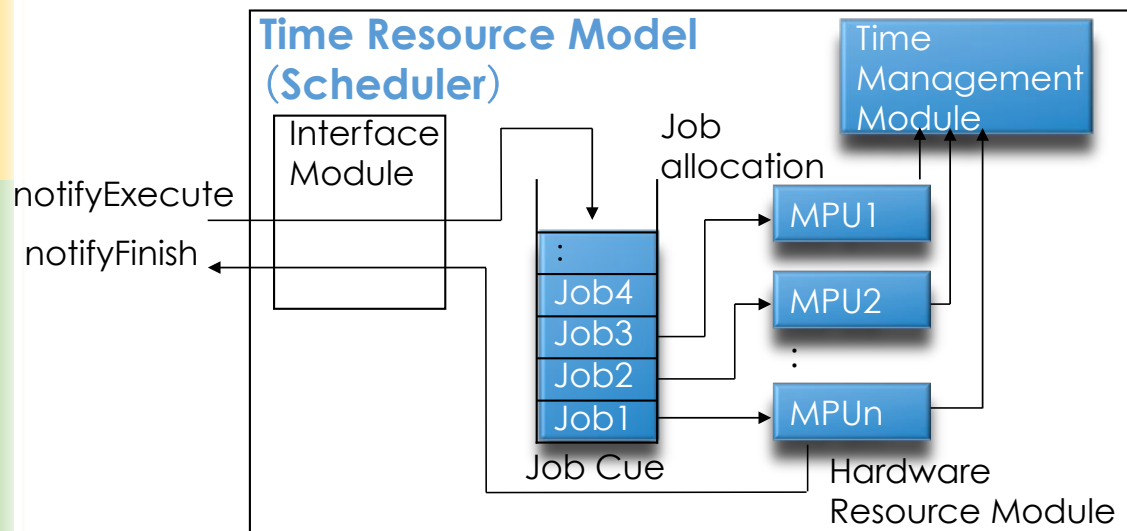 Time Resource Model
（Scheduler）
Time
Management
Module
Interface
Module
Job
allocation
notifyExecute
notifyFinish
:
Job4
Job3
Job2
Job1
Job Cue
MPU1
MPU2
:
MPUn
Hardware
Resource Module